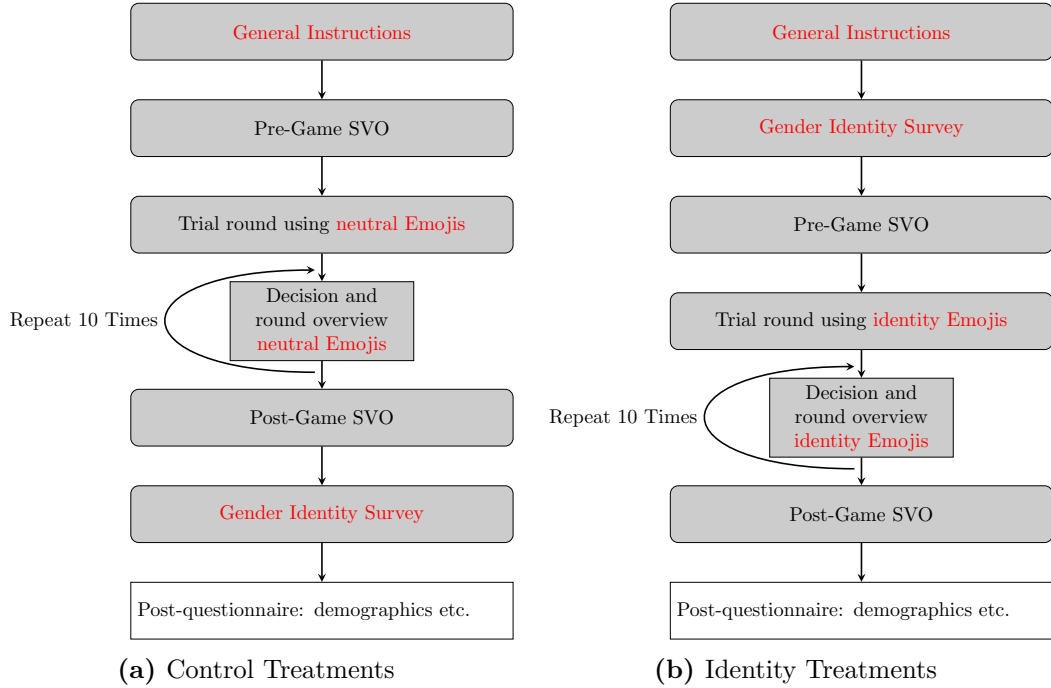 General Instructions
Pre-Game SVO
Trial round using neutral Emojis
Repeat 10 Times
Decision and
round overview
neutral Emojis
Post-Game SVO
Gender Identity Survey
Post-questionnaire: demographics etc.
(a) Control Treatments
General Instructions
Gender Identity Survey
Pre-Game SVO
Trial round using identity Emojis
Repeat 10 Times
Decision and
round overview
identity Emojis
Post-Game SVO
Post-questionnaire: demographics etc.
(b) Identity Treatments